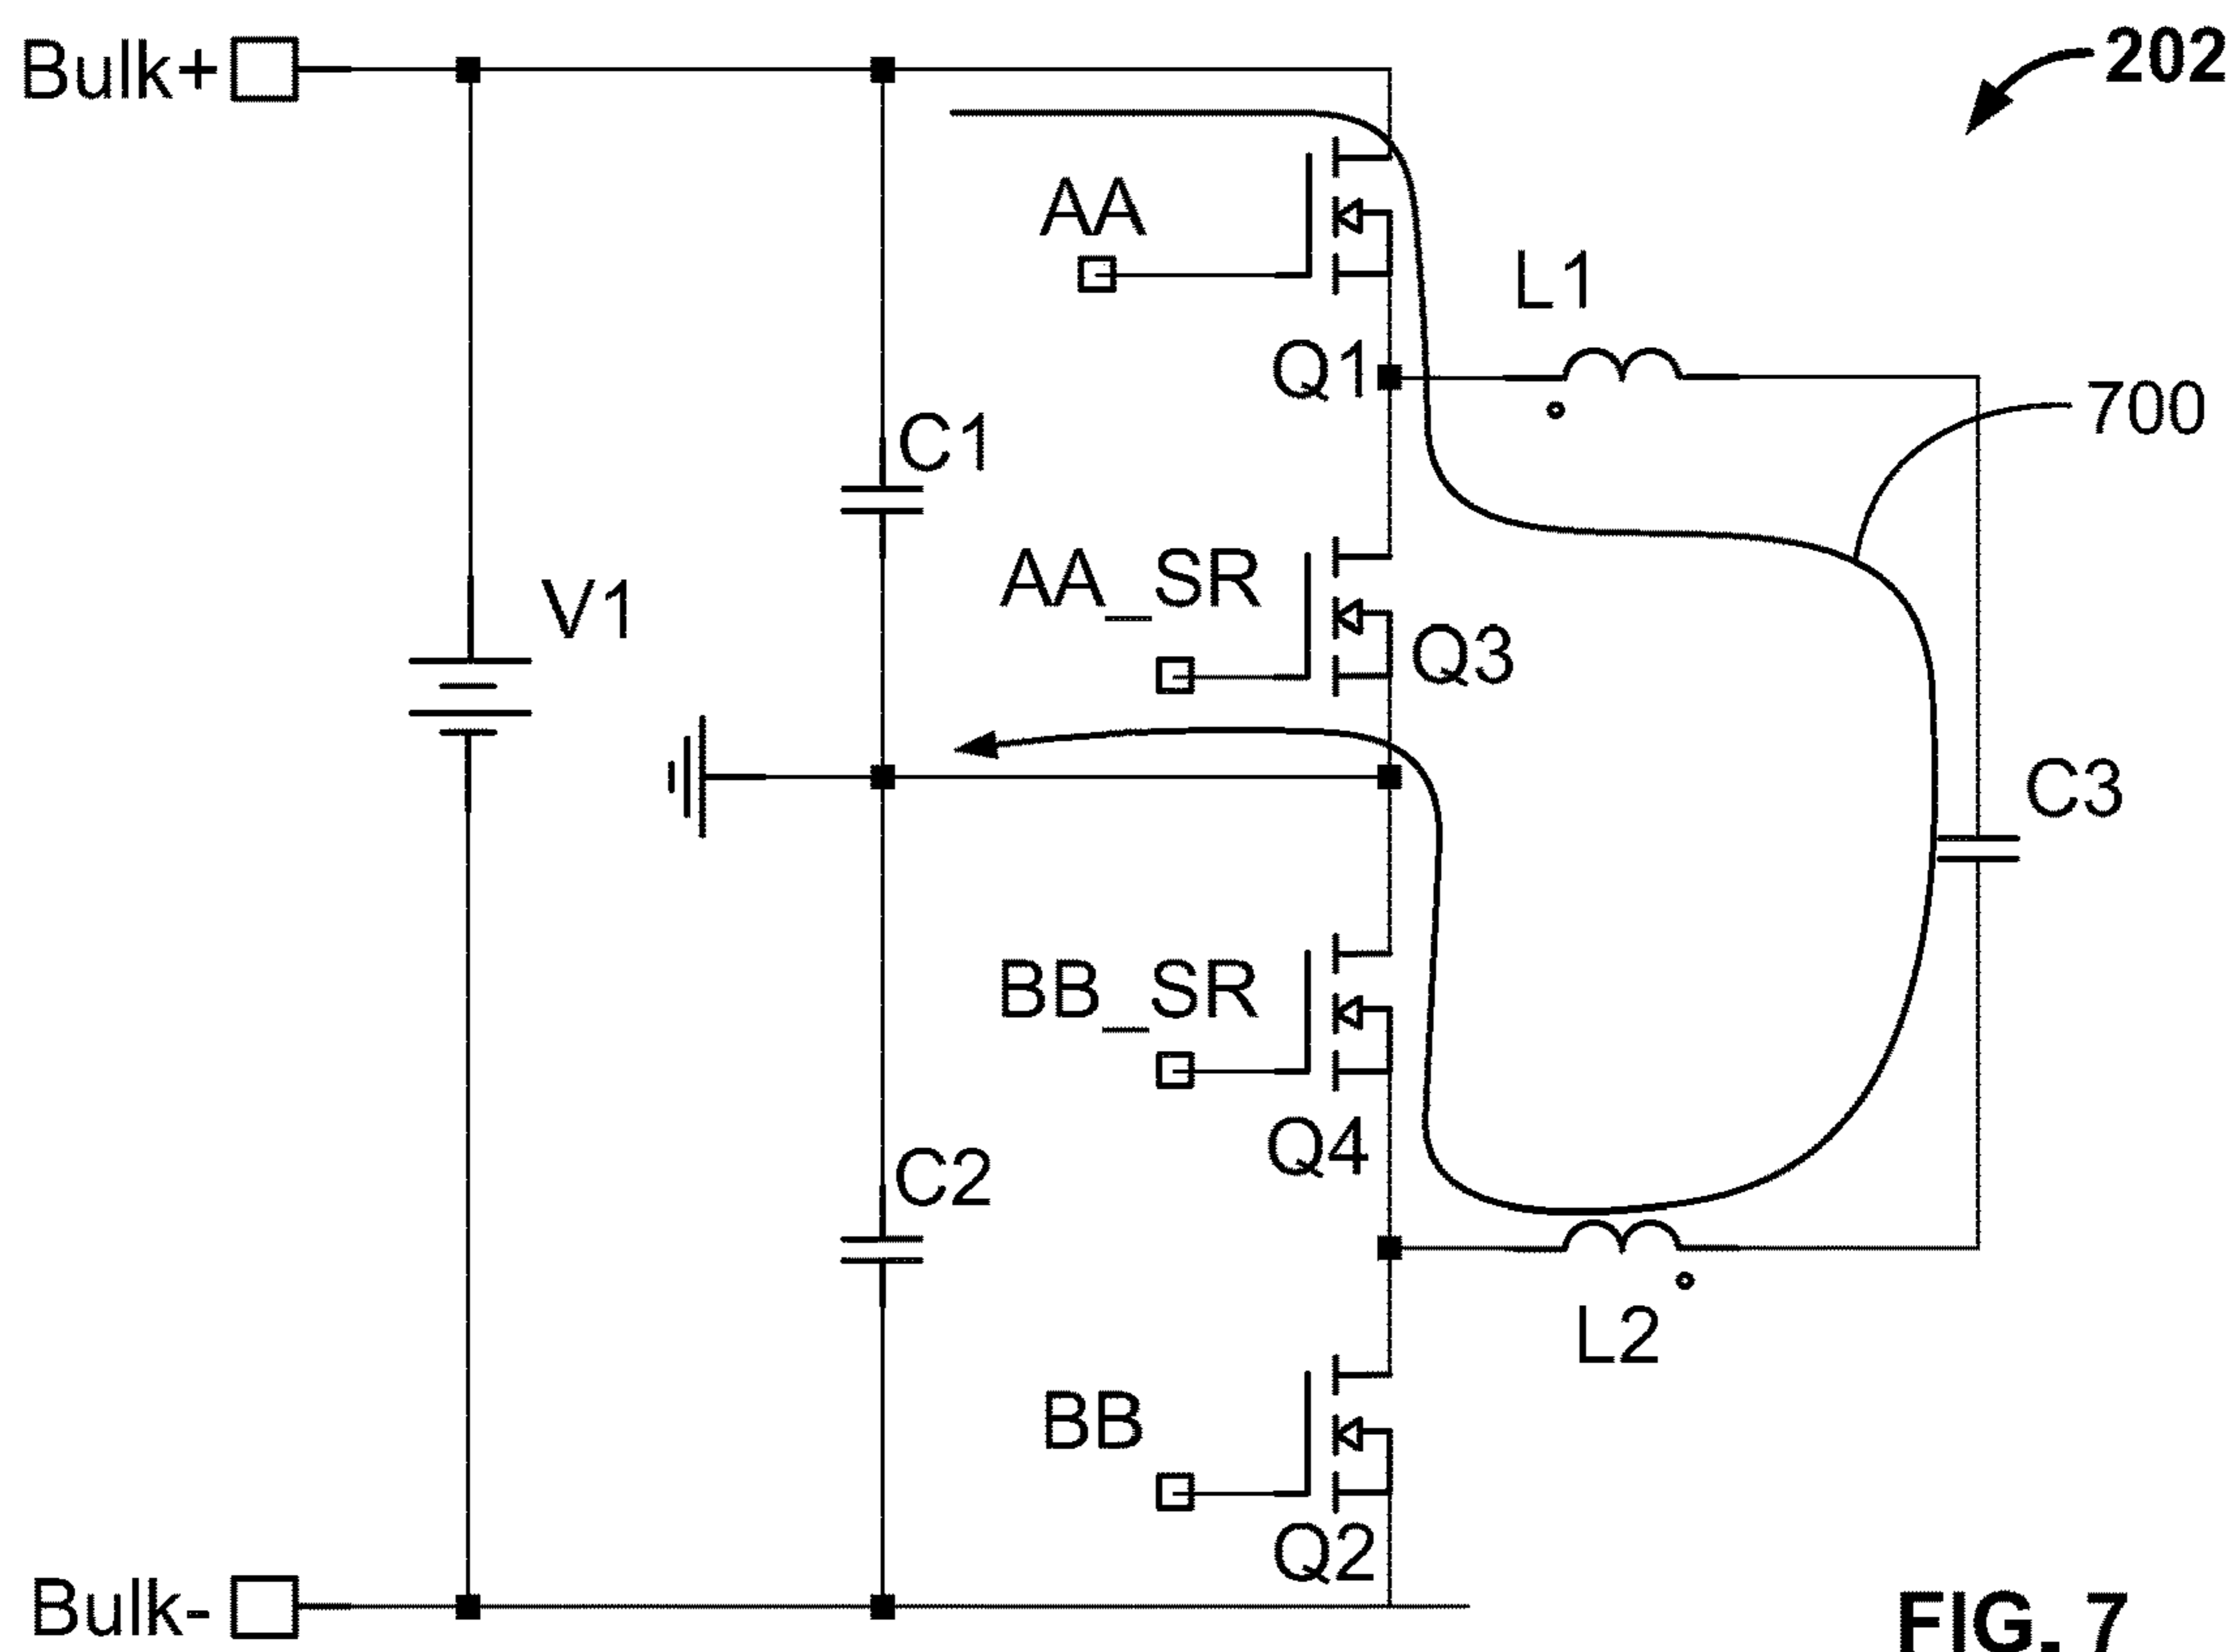 Bulk+
202
AA
L1
Q1
700
C1
AA_SR
V1
Q3
C3
BB_SR
Q4
C2
L2
BB
Q2
Bulk-
FIG. 7